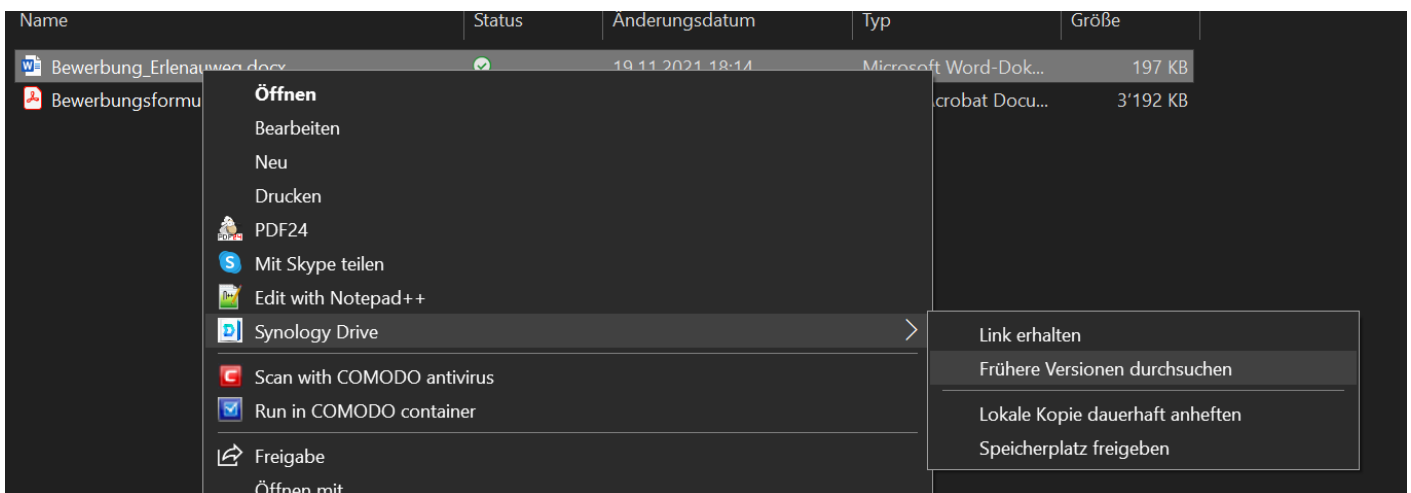 Name Status Änderungsdatum Typ Größe
Bewerbung_Erlenauweg.docx 19.11.2021 18:14 Microsoft Word-Dok... 197 KB
Bewerbungsformu crobat Docu... 3’192 KB
Öffnen
Bearbeiten
Neu
Drucken
PDF24
Mit Skype teilen
Edit with Notepad++
Synology Drive
Link erhalten
Frühere Versionen durchsuchen
Scan with COMODO antivirus
Lokale Kopie dauerhaft anheften
Run in COMODO container
Speicherplatz freigeben
Freigabe
Öffnen mit